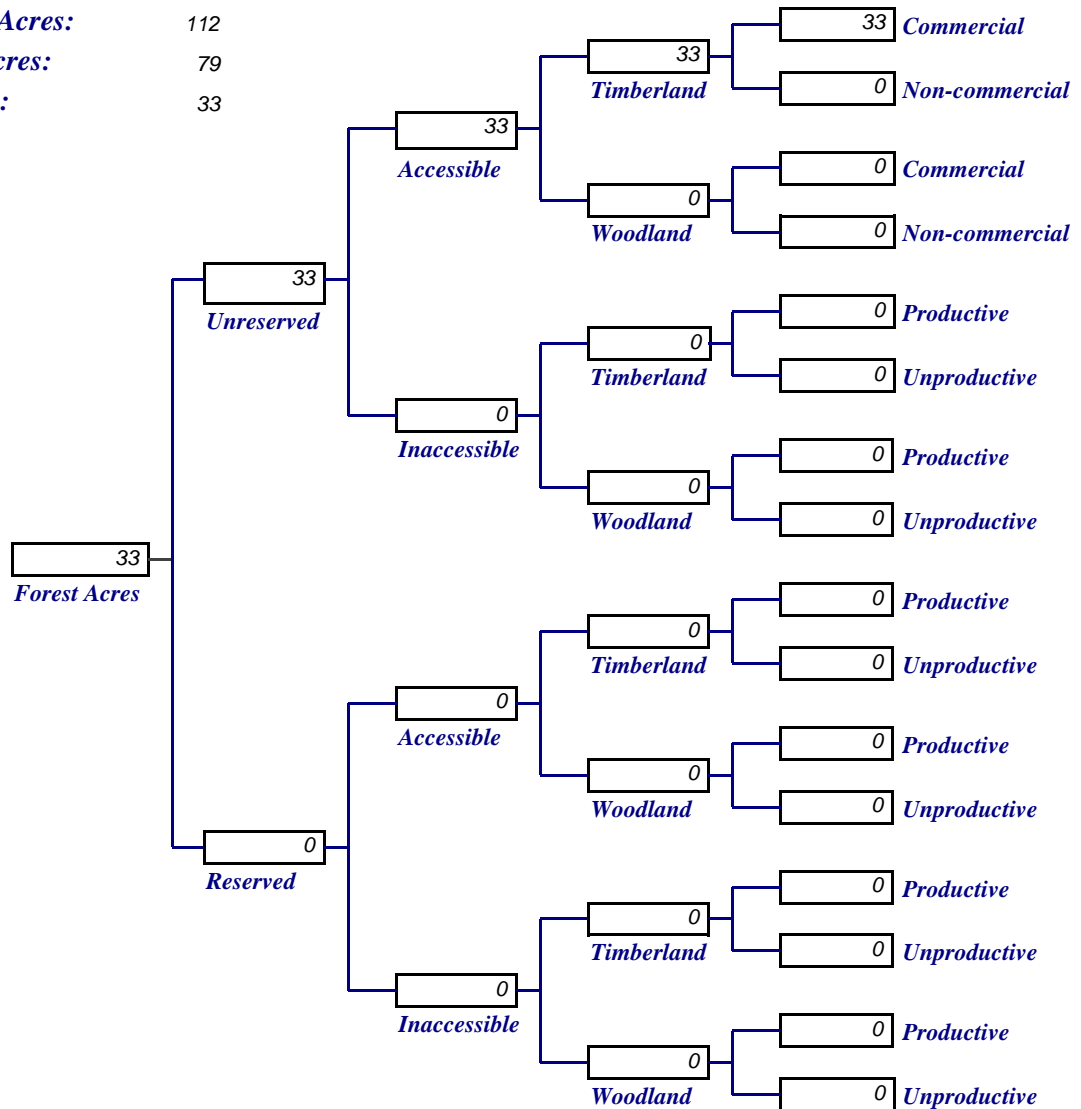 Acres: 112
cres: 79
: 33
33 Commercial
33
Timberland
0 Non-commercial
33
Accessible
0 Commercial
0
Woodland
0 Non-commercial
33
Unreserved
0 Productive
0
Timberland
0 Unproductive
0
Inaccessible
0 Productive
0
Woodland
0 Unproductive
33
Forest Acres
0 Productive
0
Timberland
0 Unproductive
0
Accessible
0 Productive
0
Woodland
0 Unproductive
0
Reserved
0 Productive
0
Timberland
0 Unproductive
0
Inaccessible
0 Productive
0
Woodland
0 Unproductive